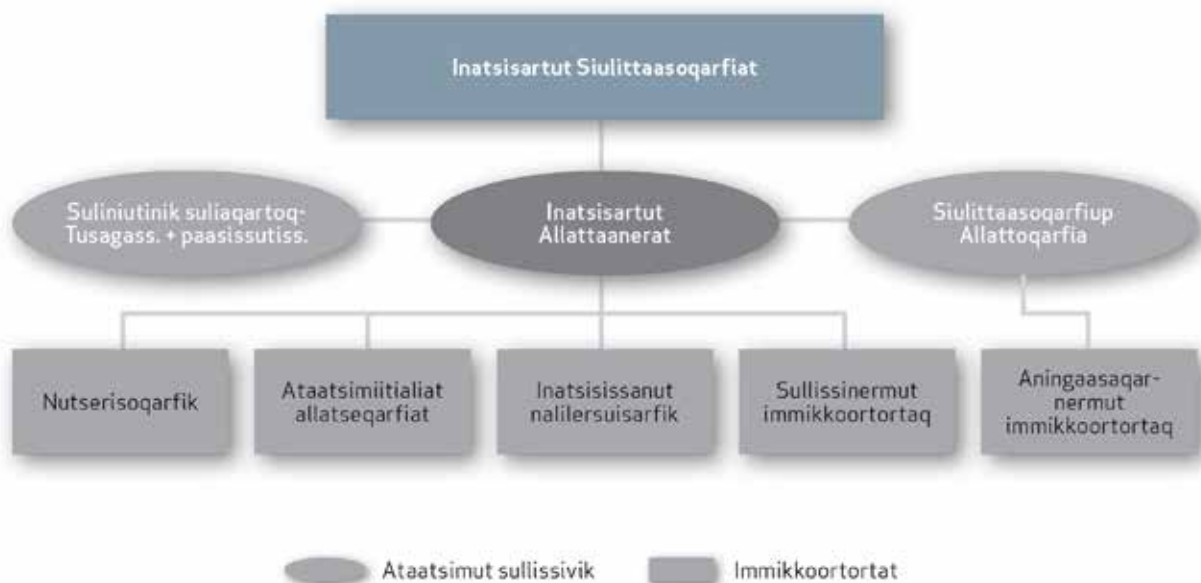 Inatsisartut Siulittaasoqarfiat
Suliniutinik suliaqartoq-
Tusagass. + paasissutiss.
Inatsisartut
Allattaanerat
Siulittaasoqarfiup
Allattoqarfia
Nutserisoqarfik
Ataatsimiitialiat
allatseqarfiat
Inatsisissanut
nalilersuisarfik
Sullissinermut
immikkoortortaq
Aningaasaqar-
nermut
immikkoortortaq
Ataatsimut sullissivik
Immikkoortortat